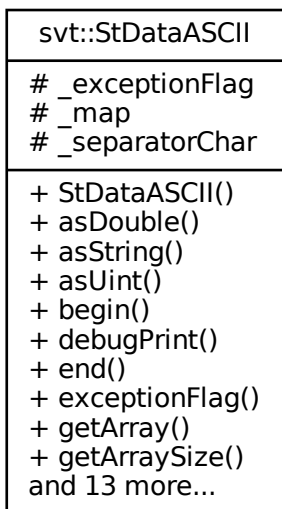 svt::StDataASCII
# _exceptionFlag
# _map
# _separatorChar
+ StDataASCII()
+ asDouble()
+ asString()
+ asUint()
+ begin()
+ debugPrint()
+ end()
+ exceptionFlag()
+ getArray()
+ getArraySize()
and 13 more...